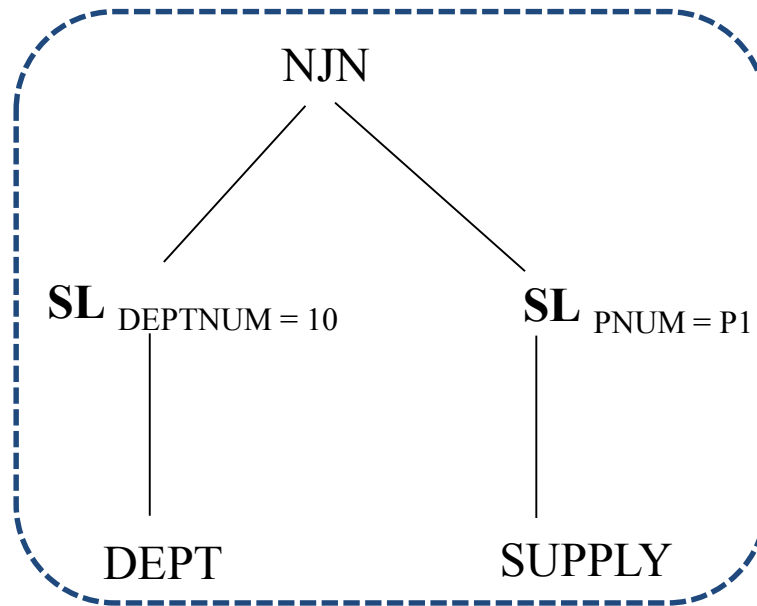 NJN
SL DEPTNUM = 10
SL PNUM = P1
DEPT
SUPPLY